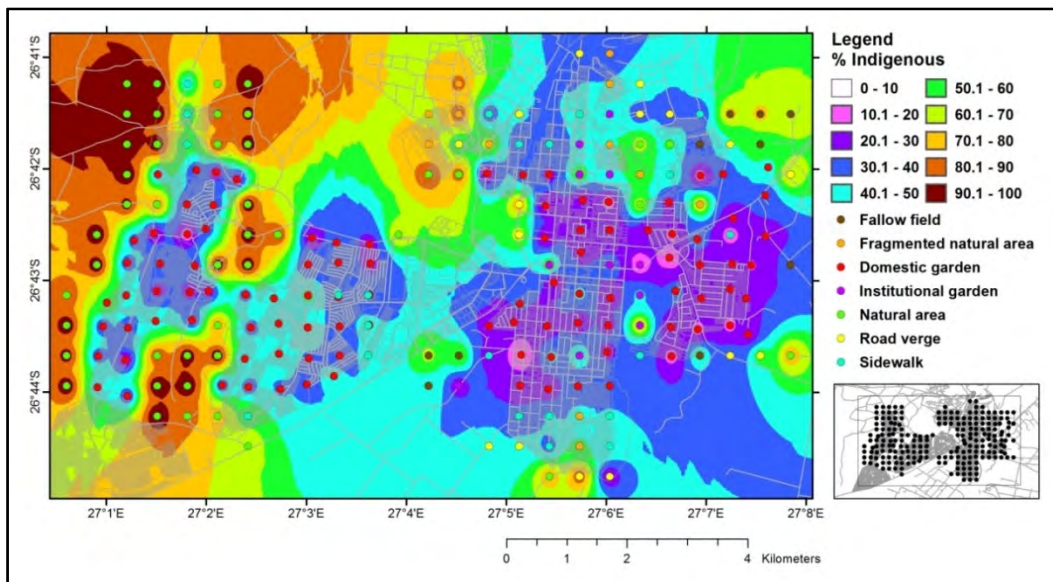 26°41'S
26°42'S
26°43'S
26°44'S
27°1'E 27°2'E 27°3'E 27°4'E 27°5'E 27°6'E 27°7'E 27°8'E
0 1 2 4 Kilometers
Legend
% Indigenous
0 - 10 50.1 - 60
10.1 - 20 60.1 - 70
20.1 - 30 70.1 - 80
30.1 - 40 80.1 - 90
40.1 - 50 90.1 - 100
Fallow field
Fragmented natural area
Domestic garden
Institutional garden
Natural area
Road verge
Sidewalk